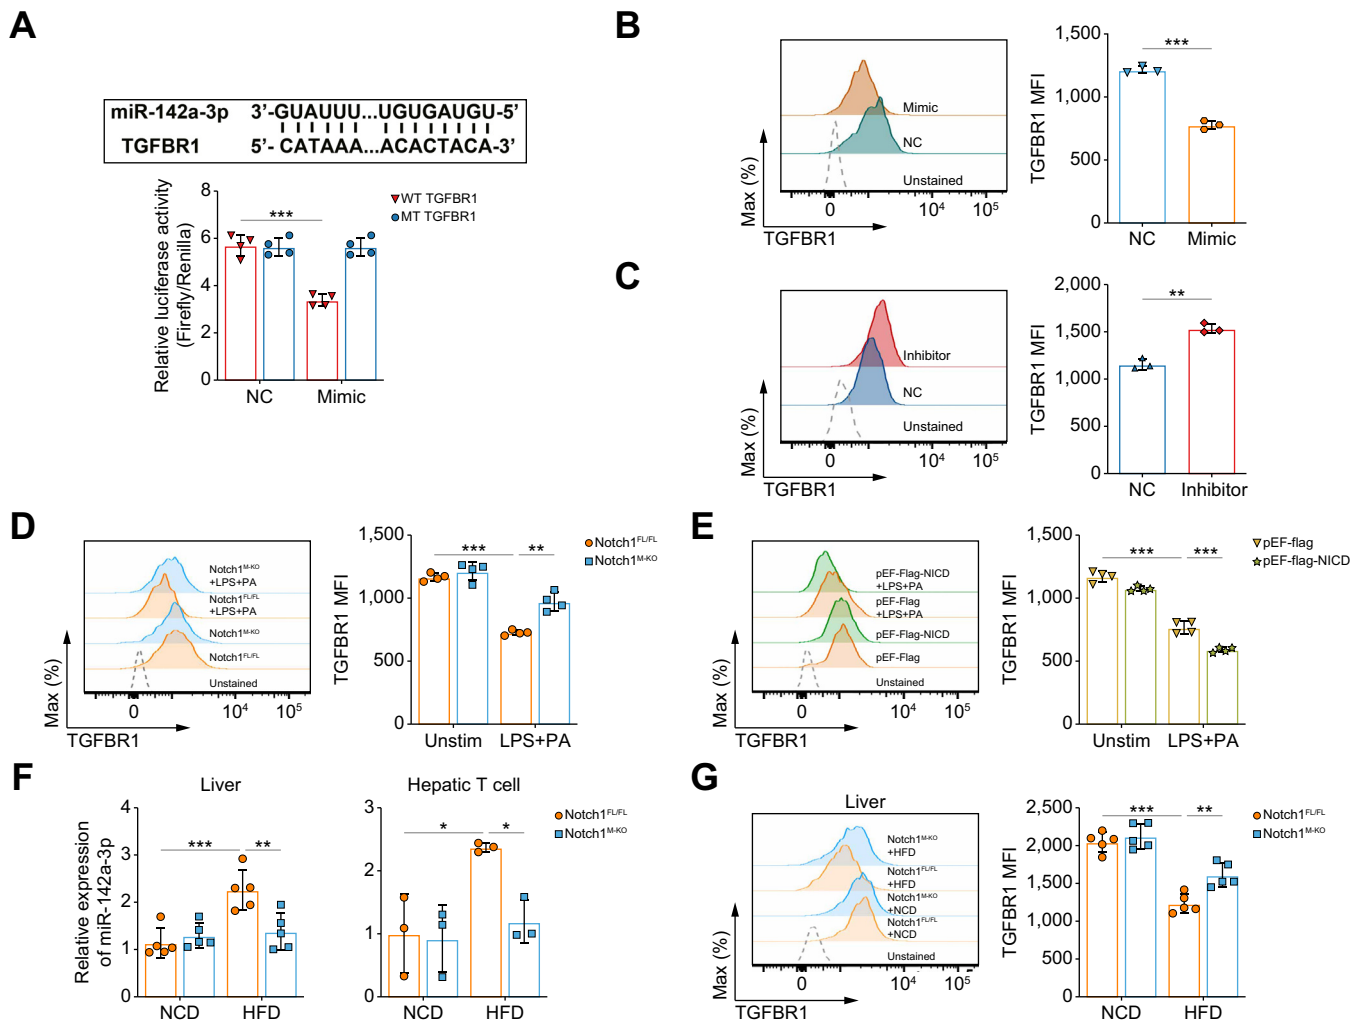 A
miR-142a-3p 3’-GUAUUU...UGUGAUGU-5’
TGFBR1 5’- CATAAA...ACACTACA-3’
Relative luciferase activity
(Firefly/Renilla)
8
6
4
2
0
***
WT TGFBR1
MT TGFBR1
NC Mimic
B
Max (%)
Mimic
NC
Unstained
0 10⁴ 10⁵
TGFBR1
TGFBR1 MFI
1,500
1,000
500
0
***
NC Mimic
C
Max (%)
Inhibitor
NC
Unstained
0 10⁴ 10⁵
TGFBR1
TGFBR1 MFI
2,000
1,500
1,000
500
0
**
NC Inhibitor
D
Max (%)
Notch1M-KO
+LPS+PA
Notch1FL/FL
+LPS+PA
Notch1M-KO
Notch1FL/FL
Unstained
0 10⁴ 10⁵
TGFBR1
TGFBR1 MFI
1,500
1,000
500
0
*** **
Notch1FL/FL
Notch1M-KO
Unstim LPS+PA
E
Max (%)
pEF-Flag-NICD
+LPS+PA
pEF-Flag
+LPS+PA
pEF-Flag-NICD
pEF-Flag
Unstained
0 10⁴ 10⁵
TGFBR1
TGFBR1 MFI
1,500
1,000
500
0
*** ***
pEF-flag
pEF-flag-NICD
Unstim LPS+PA
F
Liver
Relative expression
of miR-142a-3p
4
3
2
1
0
*** **
NCD HFD
Hepatic T cell
3
2
1
0
* *
Notch1FL/FL
Notch1M-KO
NCD HFD
G
Liver
Max (%)
Notch1M-KO
+HFD
Notch1FL/FL
+HFD
Notch1M-KO
+NCD
Notch1FL/FL
+NCD
Unstained
0 10⁴ 10⁵
TGFBR1
TGFBR1 MFI
2,500
2,000
1,500
1,000
500
0
*** **
Notch1FL/FL
Notch1M-KO
NCD HFD